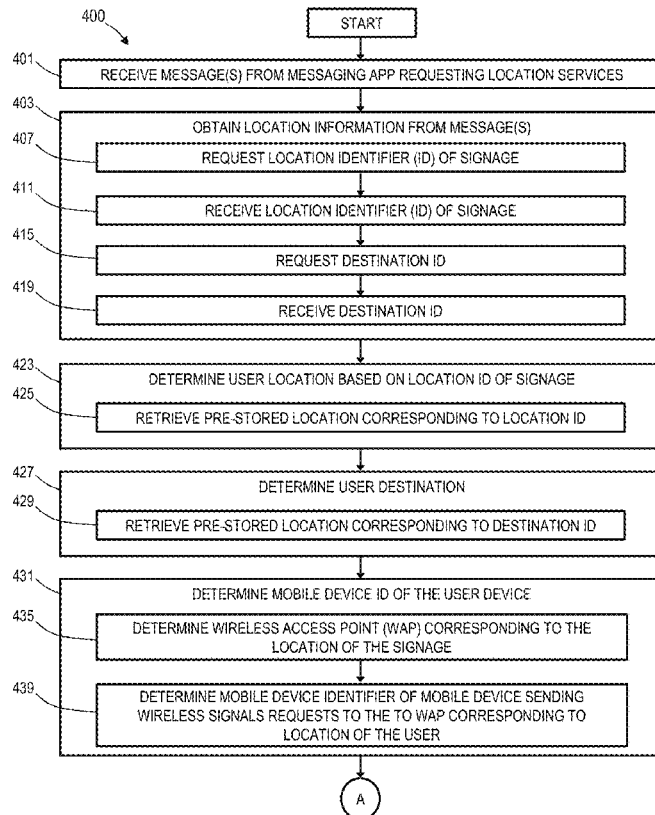 400
START
401
RECEIVE MESSAGE(S) FROM MESSAGING APP REQUESTING LOCATION SERVICES
403
OBTAIN LOCATION INFORMATION FROM MESSAGE(S)
407
REQUEST LOCATION IDENTIFIER (ID) OF SIGNAGE
411
RECEIVE LOCATION IDENTIFIER (ID) OF SIGNAGE
415
REQUEST DESTINATION ID
419
RECEIVE DESTINATION ID
423
DETERMINE USER LOCATION BASED ON LOCATION ID OF SIGNAGE
425
RETRIEVE PRE-STORED LOCATION CORRESPONDING TO LOCATION ID
427
DETERMINE USER DESTINATION
429
RETRIEVE PRE-STORED LOCATION CORRESPONDING TO DESTINATION ID
431
DETERMINE MOBILE DEVICE ID OF THE USER DEVICE
435
DETERMINE WIRELESS ACCESS POINT (WAP) CORRESPONDING TO THE
LOCATION OF THE SIGNAGE
439
DETERMINE MOBILE DEVICE IDENTIFIER OF MOBILE DEVICE SENDING
WIRELESS SIGNALS REQUESTS TO THE TO WAP CORRESPONDING TO
LOCATION OF THE USER
A